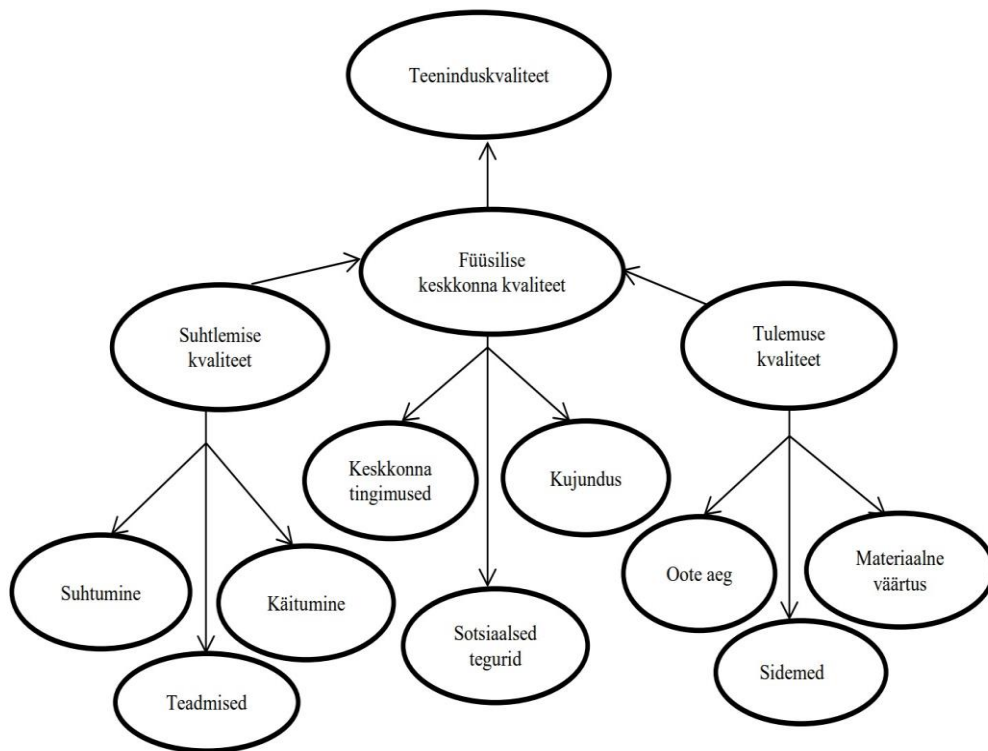 Teeninduskvaliteet
Füüsilise
keskkonna kvaliteet
Suhtlemise
kvaliteet
Tulemuse
kvaliteet
Keskkonna
tingimused
Kujundus
Suhtumine
Käitumine
Teadmised
Sotsiaalsed
tegurid
Oote aeg
Materiaalne
väärtus
Sidemed